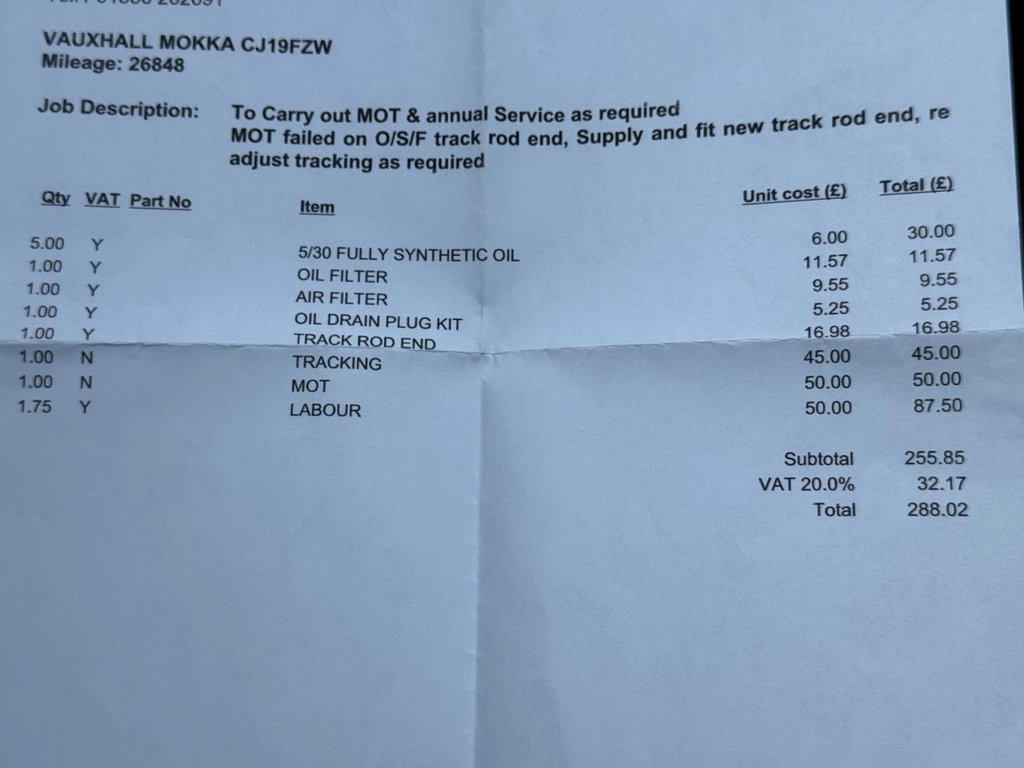 VAUXHALL MOKKA CJ19FZW
Mileage: 26848
Job Description: To Carry out MOT & annual Service as required
MOT failed on O/S/F track rod end, Supply and fit new track rod end, re
adjust tracking as required
Qty VAT Part No Item Unit cost (£) Total (£)
5.00 Y 5/30 FULLY SYNTHETIC OIL 6.00 30.00
1.00 Y OIL FILTER 11.57 11.57
1.00 Y AIR FILTER 9.55 9.55
1.00 Y OIL DRAIN PLUG KIT 5.25 5.25
1.00 Y TRACK ROD END 16.98 16.98
1.00 N TRACKING 45.00 45.00
1.00 N MOT 50.00 50.00
1.75 Y LABOUR 50.00 87.50
Subtotal 255.85
VAT 20.0% 32.17
Total 288.02